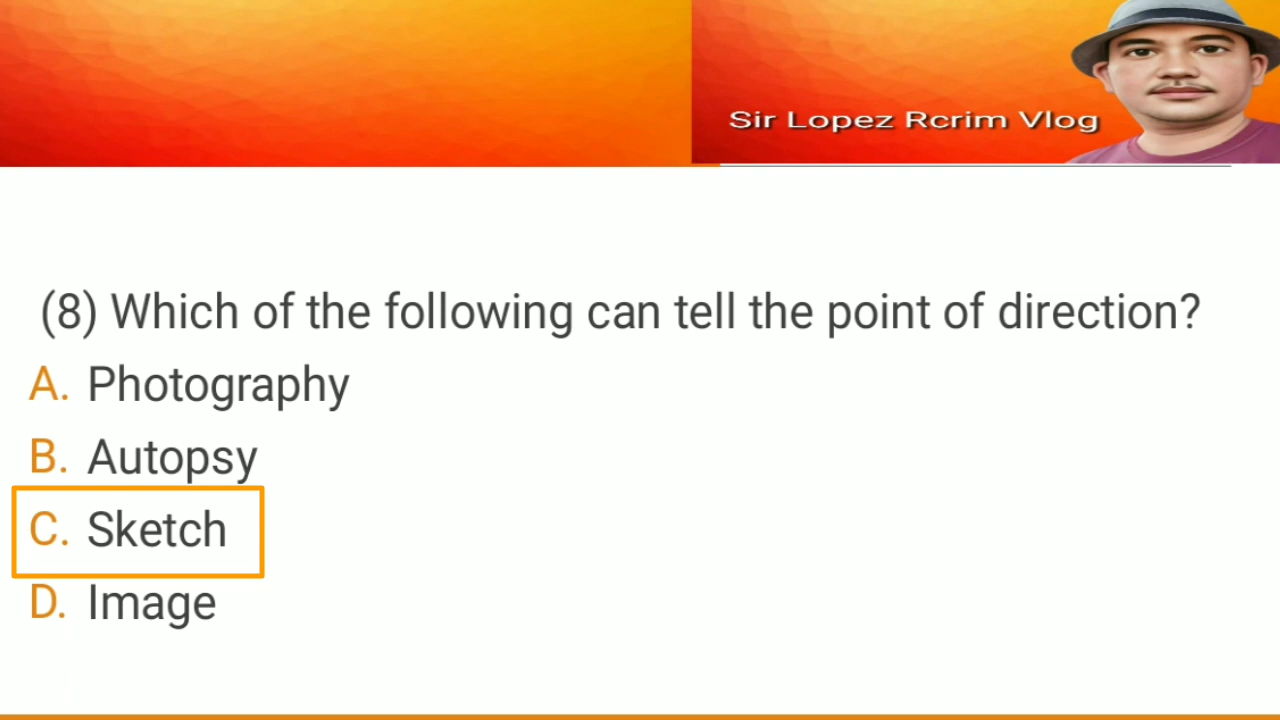 Sir Lopez Rcrim Vlog
(8) Which of the following can tell the point of direction?
A. Photography
B. Autopsy
C. Sketch
D. Image